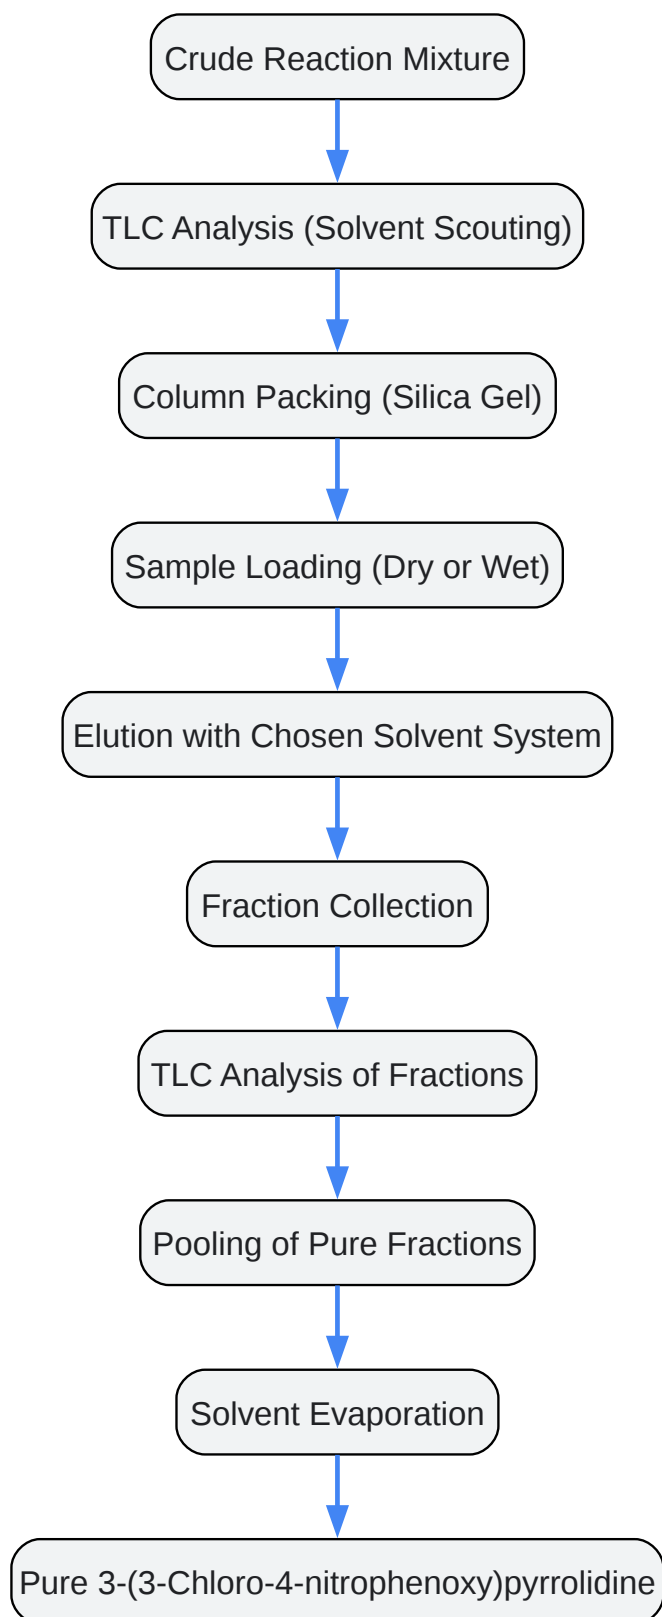 Crude Reaction Mixture
TLC Analysis (Solvent Scouting)
Column Packing (Silica Gel)
Sample Loading (Dry or Wet)
Elution with Chosen Solvent System
Fraction Collection
TLC Analysis of Fractions
Pooling of Pure Fractions
Solvent Evaporation
Pure 3-(3-Chloro-4-nitrophenoxy)pyrrolidine